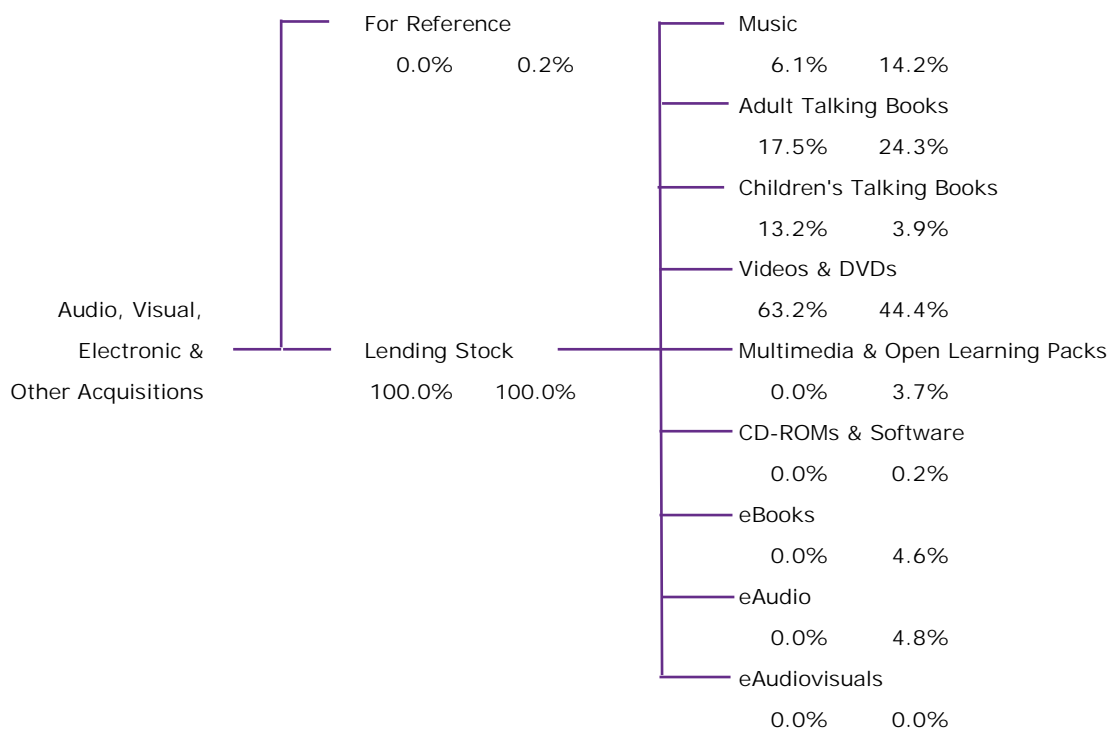 For Reference
0.0% 0.2%
Audio, Visual,
Electronic &
Other Acquisitions
Lending Stock
100.0% 100.0%
Music
6.1% 14.2%
Adult Talking Books
17.5% 24.3%
Children's Talking Books
13.2% 3.9%
Videos & DVDs
63.2% 44.4%
Multimedia & Open Learning Packs
0.0% 3.7%
CD-ROMs & Software
0.0% 0.2%
eBooks
0.0% 4.6%
eAudio
0.0% 4.8%
eAudiovisuals
0.0% 0.0%